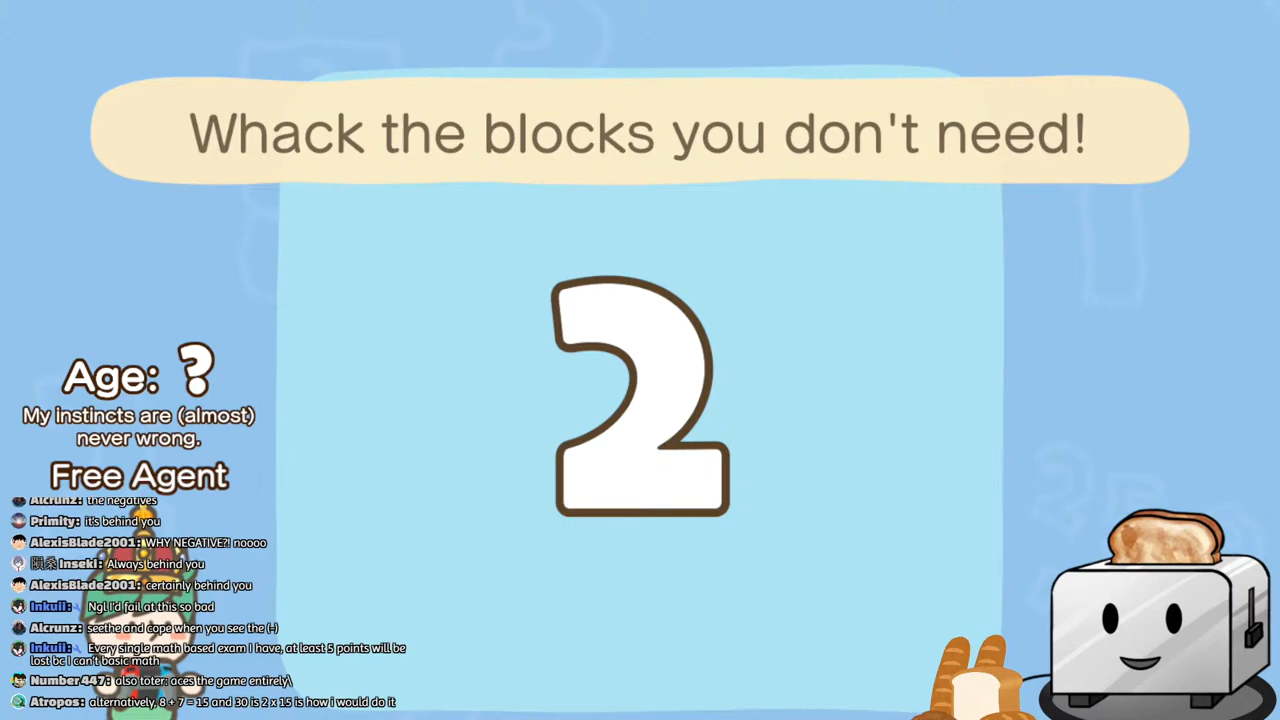 Whack the blocks you don't need!
2
Age: ?
My instincts are (almost)
never wrong.
Free Agent
Alcrunz: the negatives
Primity: it's behind you
AlexisBlade2001: WHY NEGATIVE?! noooo
Inseki: Always behind you
AlexisBlade2001: certainly behind you
Inkuii: Ngl I'd fail at this so bad
Alcrunz: seethe and cope when you see the (-)
Inkuii: Every single math based exam I have, at least 5 points will be
lost bc I can't basic math
Number447: also toter: aces the game entirely\
Atropos: alternatively, 8 + 7 = 15 and 30 is 2 x 15 is how i would do it